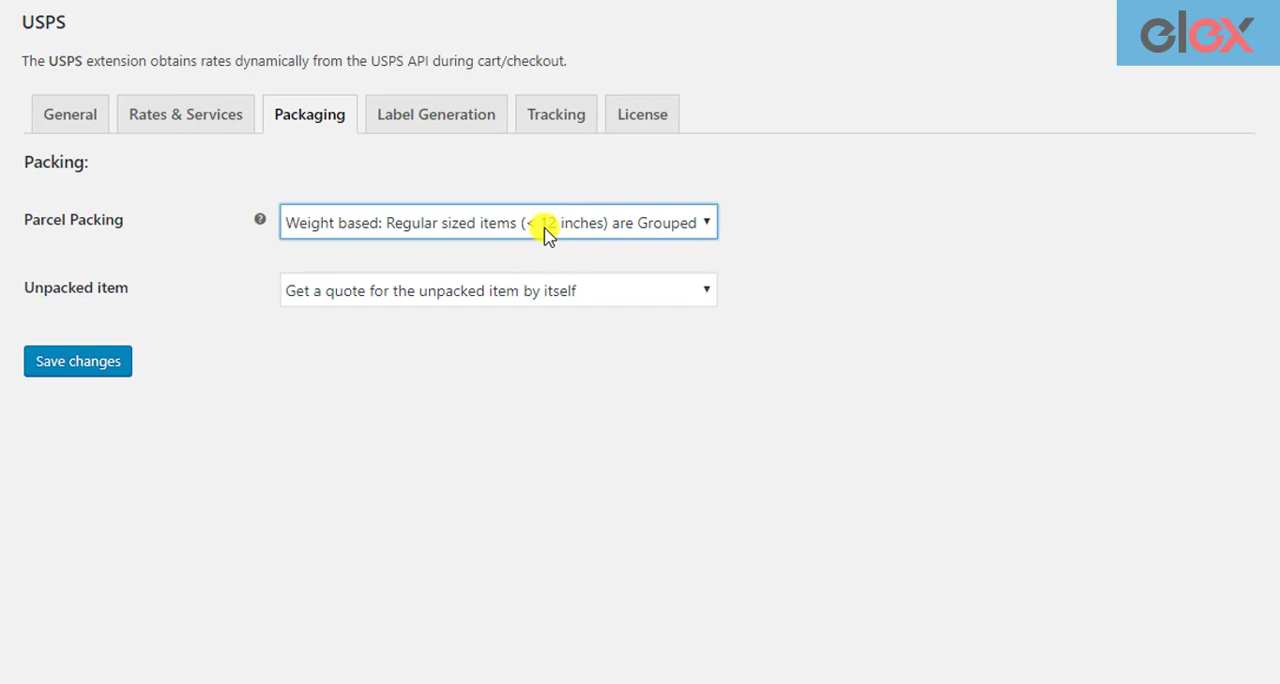 USPS
elex
The USPS extension obtains rates dynamically from the USPS API during cart/checkout.
General Rates & Services Packaging Label Generation Tracking License
Packing:
Parcel Packing ? Weight based: Regular sized items (< 12 inches) are Grouped
Unpacked item Get a quote for the unpacked item by itself
Save changes